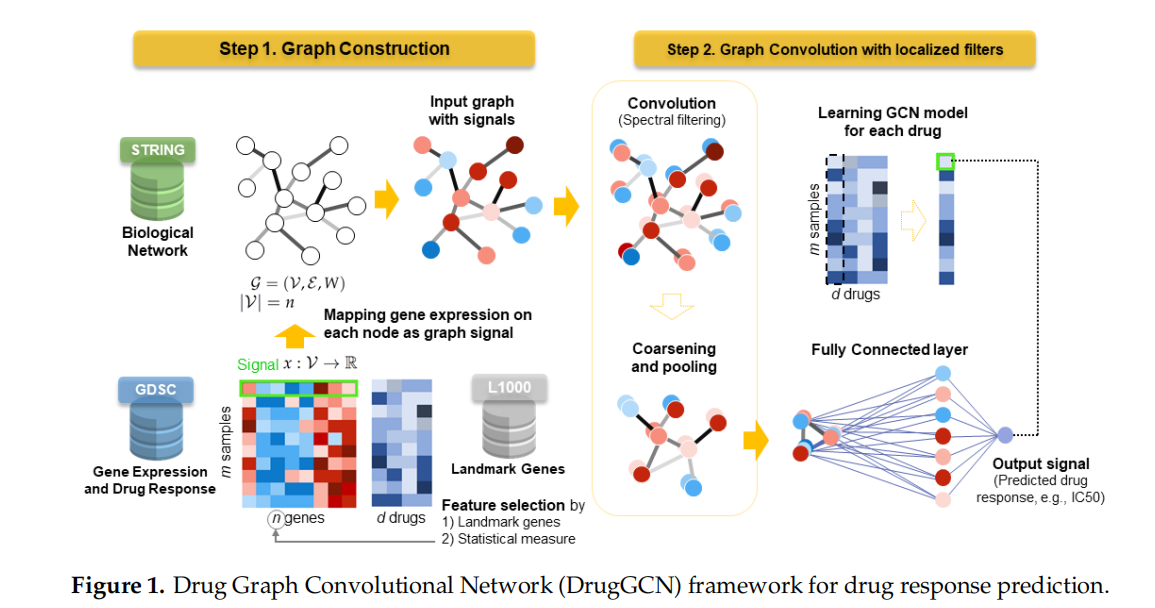 Step 1. Graph Construction
Step 2. Graph Convolution with localized filters
STRING
Biological
Network
Input graph
with signals
𝒢 = (𝒱, ℰ, W)
|𝒱| = n
Mapping gene expression on
each node as graph signal
Signal x : 𝒱 → ℝ
GDSC
Gene Expression
and Drug Response
m samples
n genes
d drugs
L1000
Landmark Genes
Feature selection by
1) Landmark genes
2) Statistical measure
Convolution
(Spectral filtering)
Coarsening
and pooling
Learning GCN model
for each drug
m samples
d drugs
Fully Connected layer
Output signal
(Predicted drug
response, e.g., IC50)
Figure 1. Drug Graph Convolutional Network (DrugGCN) framework for drug response prediction.